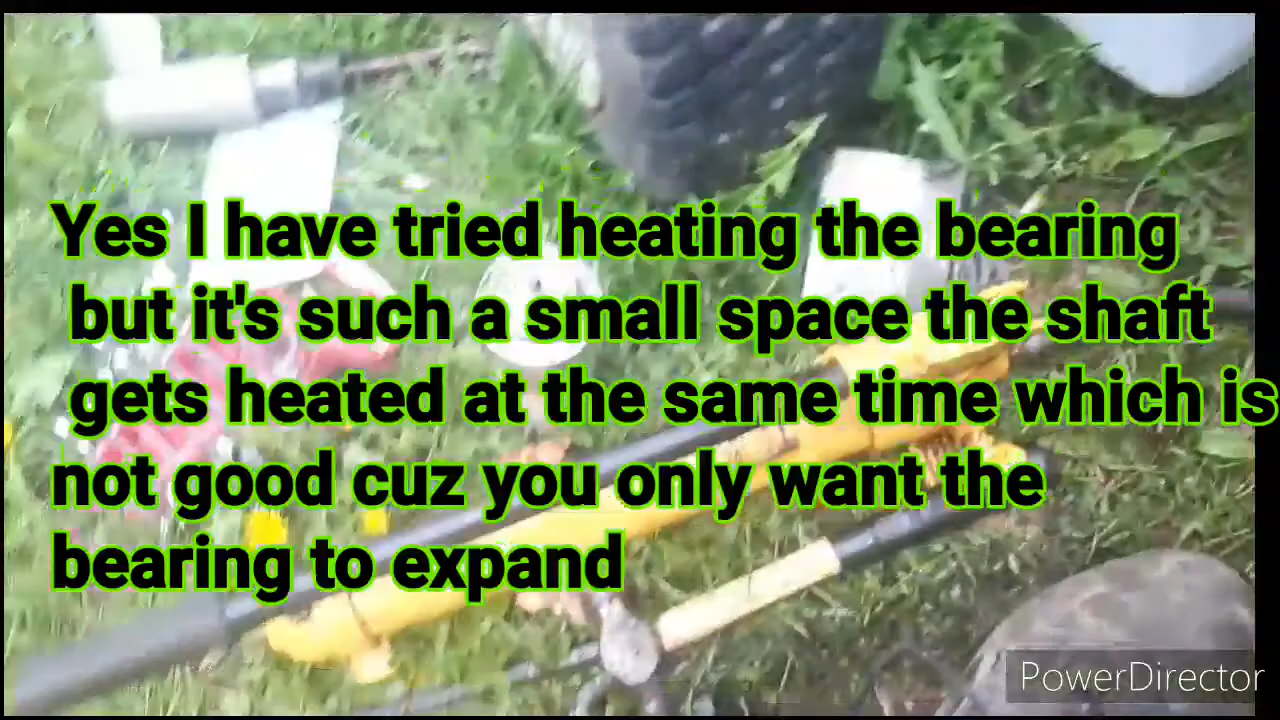 Yes I have tried heating the bearing
but it's such a small space the shaft
gets heated at the same time which is
not good cuz you only want the
bearing to expand
PowerDirector